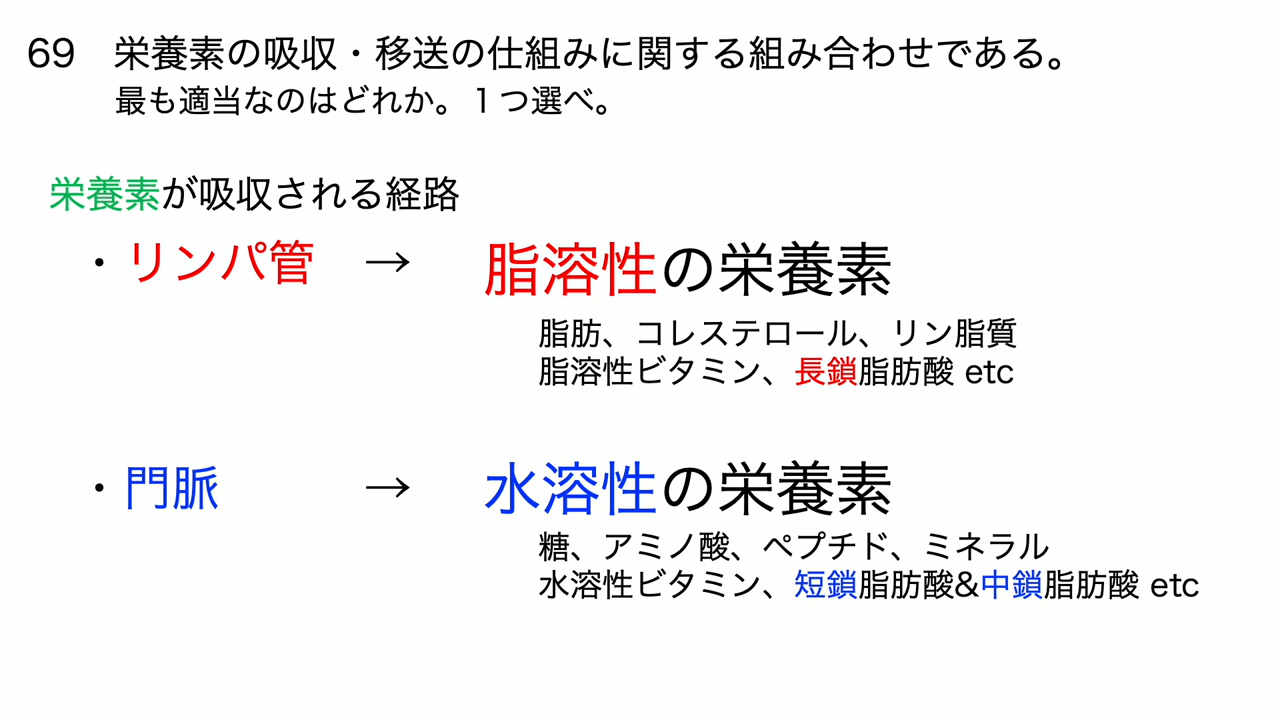 69　栄養素の吸収・移送の仕組みに関する組み合わせである。
最も適当なのはどれか。１つ選べ。
栄養素が吸収される経路
・リンパ管　→　脂溶性の栄養素
脂肪、コレステロール、リン脂質
脂溶性ビタミン、長鎖脂肪酸 etc
・門脈　→　水溶性の栄養素
糖、アミノ酸、ペプチド、ミネラル
水溶性ビタミン、短鎖脂肪酸&中鎖脂肪酸 etc